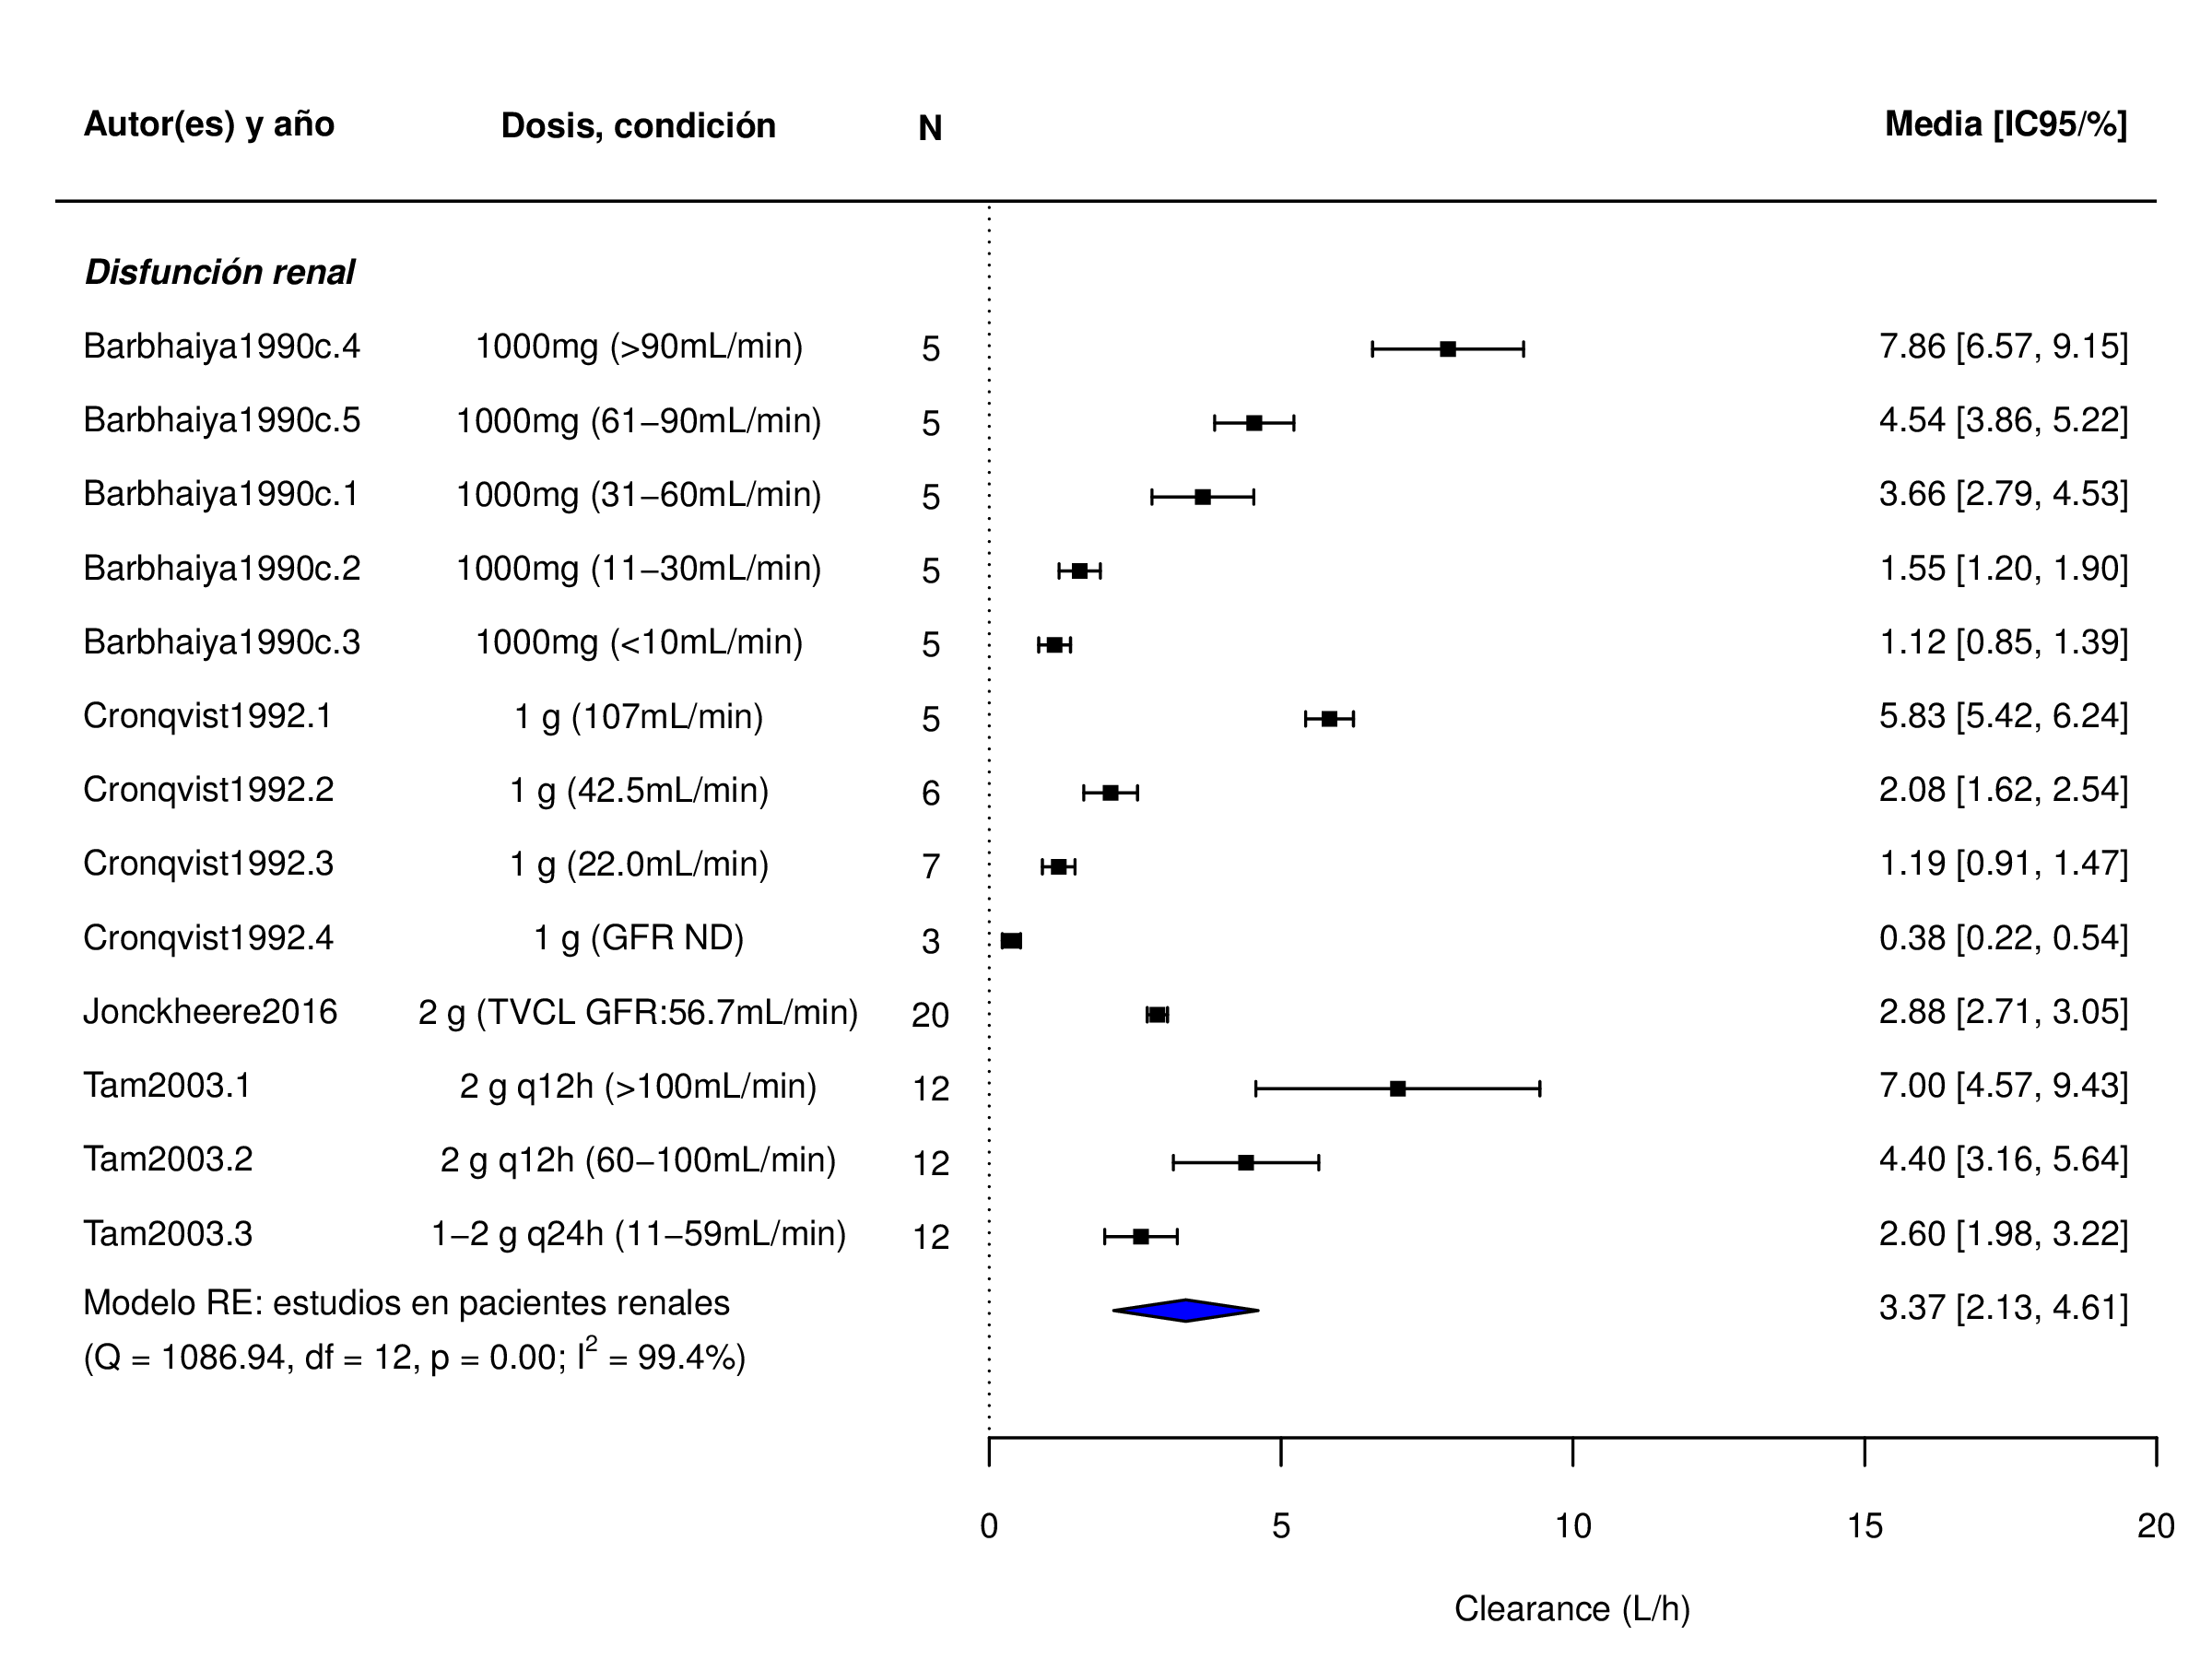 Autor(es) y año Dosis, condición N Media [IC95/%]
Disfunción renal
Barbhaiya1990c.4 1000mg (>90mL/min) 5 7.86 [6.57, 9.15]
Barbhaiya1990c.5 1000mg (61−90mL/min) 5 4.54 [3.86, 5.22]
Barbhaiya1990c.1 1000mg (31−60mL/min) 5 3.66 [2.79, 4.53]
Barbhaiya1990c.2 1000mg (11−30mL/min) 5 1.55 [1.20, 1.90]
Barbhaiya1990c.3 1000mg (<10mL/min) 5 1.12 [0.85, 1.39]
Cronqvist1992.1 1 g (107mL/min) 5 5.83 [5.42, 6.24]
Cronqvist1992.2 1 g (42.5mL/min) 6 2.08 [1.62, 2.54]
Cronqvist1992.3 1 g (22.0mL/min) 7 1.19 [0.91, 1.47]
Cronqvist1992.4 1 g (GFR ND) 3 0.38 [0.22, 0.54]
Jonckheere2016 2 g (TVCL GFR:56.7mL/min) 20 2.88 [2.71, 3.05]
Tam2003.1 2 g q12h (>100mL/min) 12 7.00 [4.57, 9.43]
Tam2003.2 2 g q12h (60−100mL/min) 12 4.40 [3.16, 5.64]
Tam2003.3 1−2 g q24h (11−59mL/min) 12 2.60 [1.98, 3.22]
Modelo RE: estudios en pacientes renales 3.37 [2.13, 4.61]
(Q = 1086.94, df = 12, p = 0.00; I² = 99.4%)
0 5 10 15 20
Clearance (L/h)